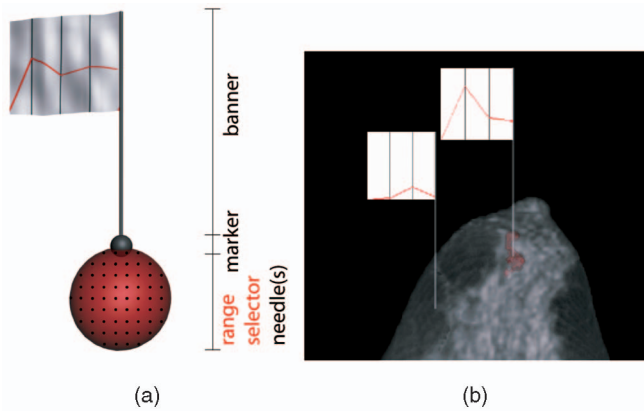 banner
marker
range
selector
needle(s)
(a)
(b)